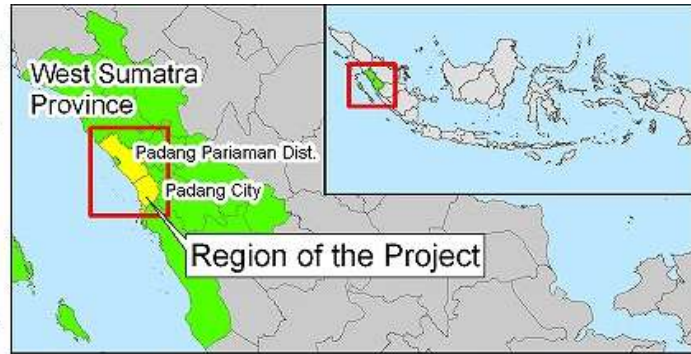 West Sumatra
Province
Padang Pariaman Dist.
Padang City
Region of the Project